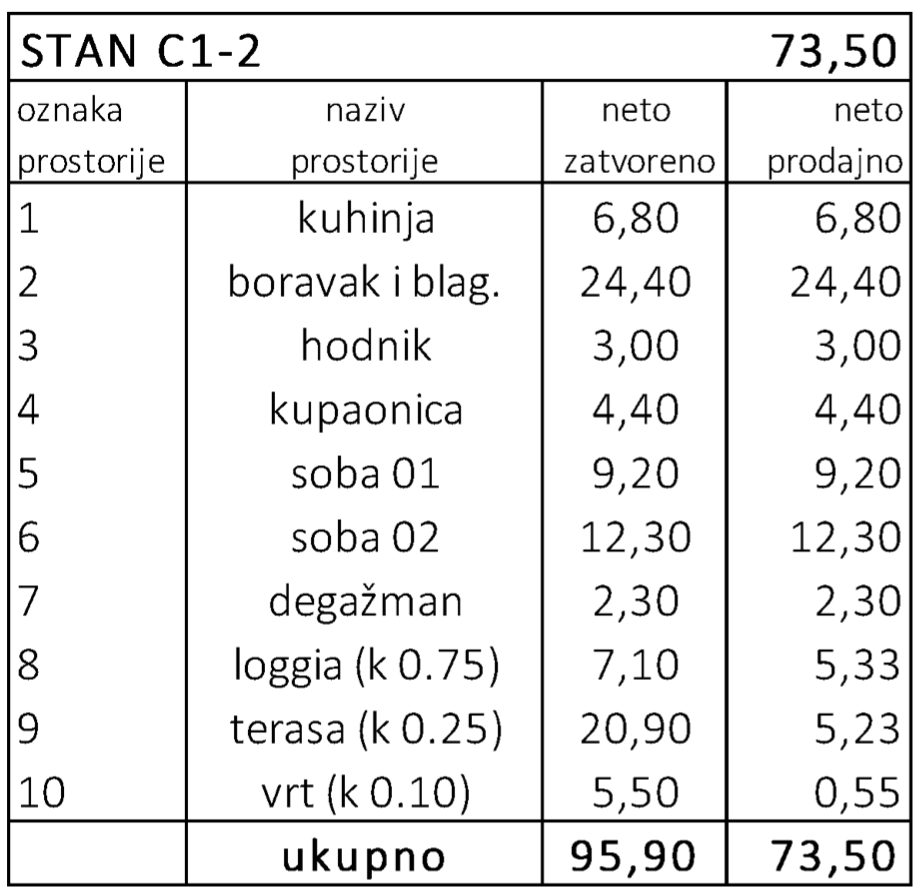 STAN C1-2 73,50
oznaka prostorije naziv prostorije neto zatvoreno neto prodajno
1 kuhinja 6,80 6,80
2 boravak i blag. 24,40 24,40
3 hodnik 3,00 3,00
4 kupaonica 4,40 4,40
5 soba 01 9,20 9,20
6 soba 02 12,30 12,30
7 degažman 2,30 2,30
8 loggia (k 0.75) 7,10 5,33
9 terasa (k 0.25) 20,90 5,23
10 vrt (k 0.10) 5,50 0,55
ukupno 95,90 73,50